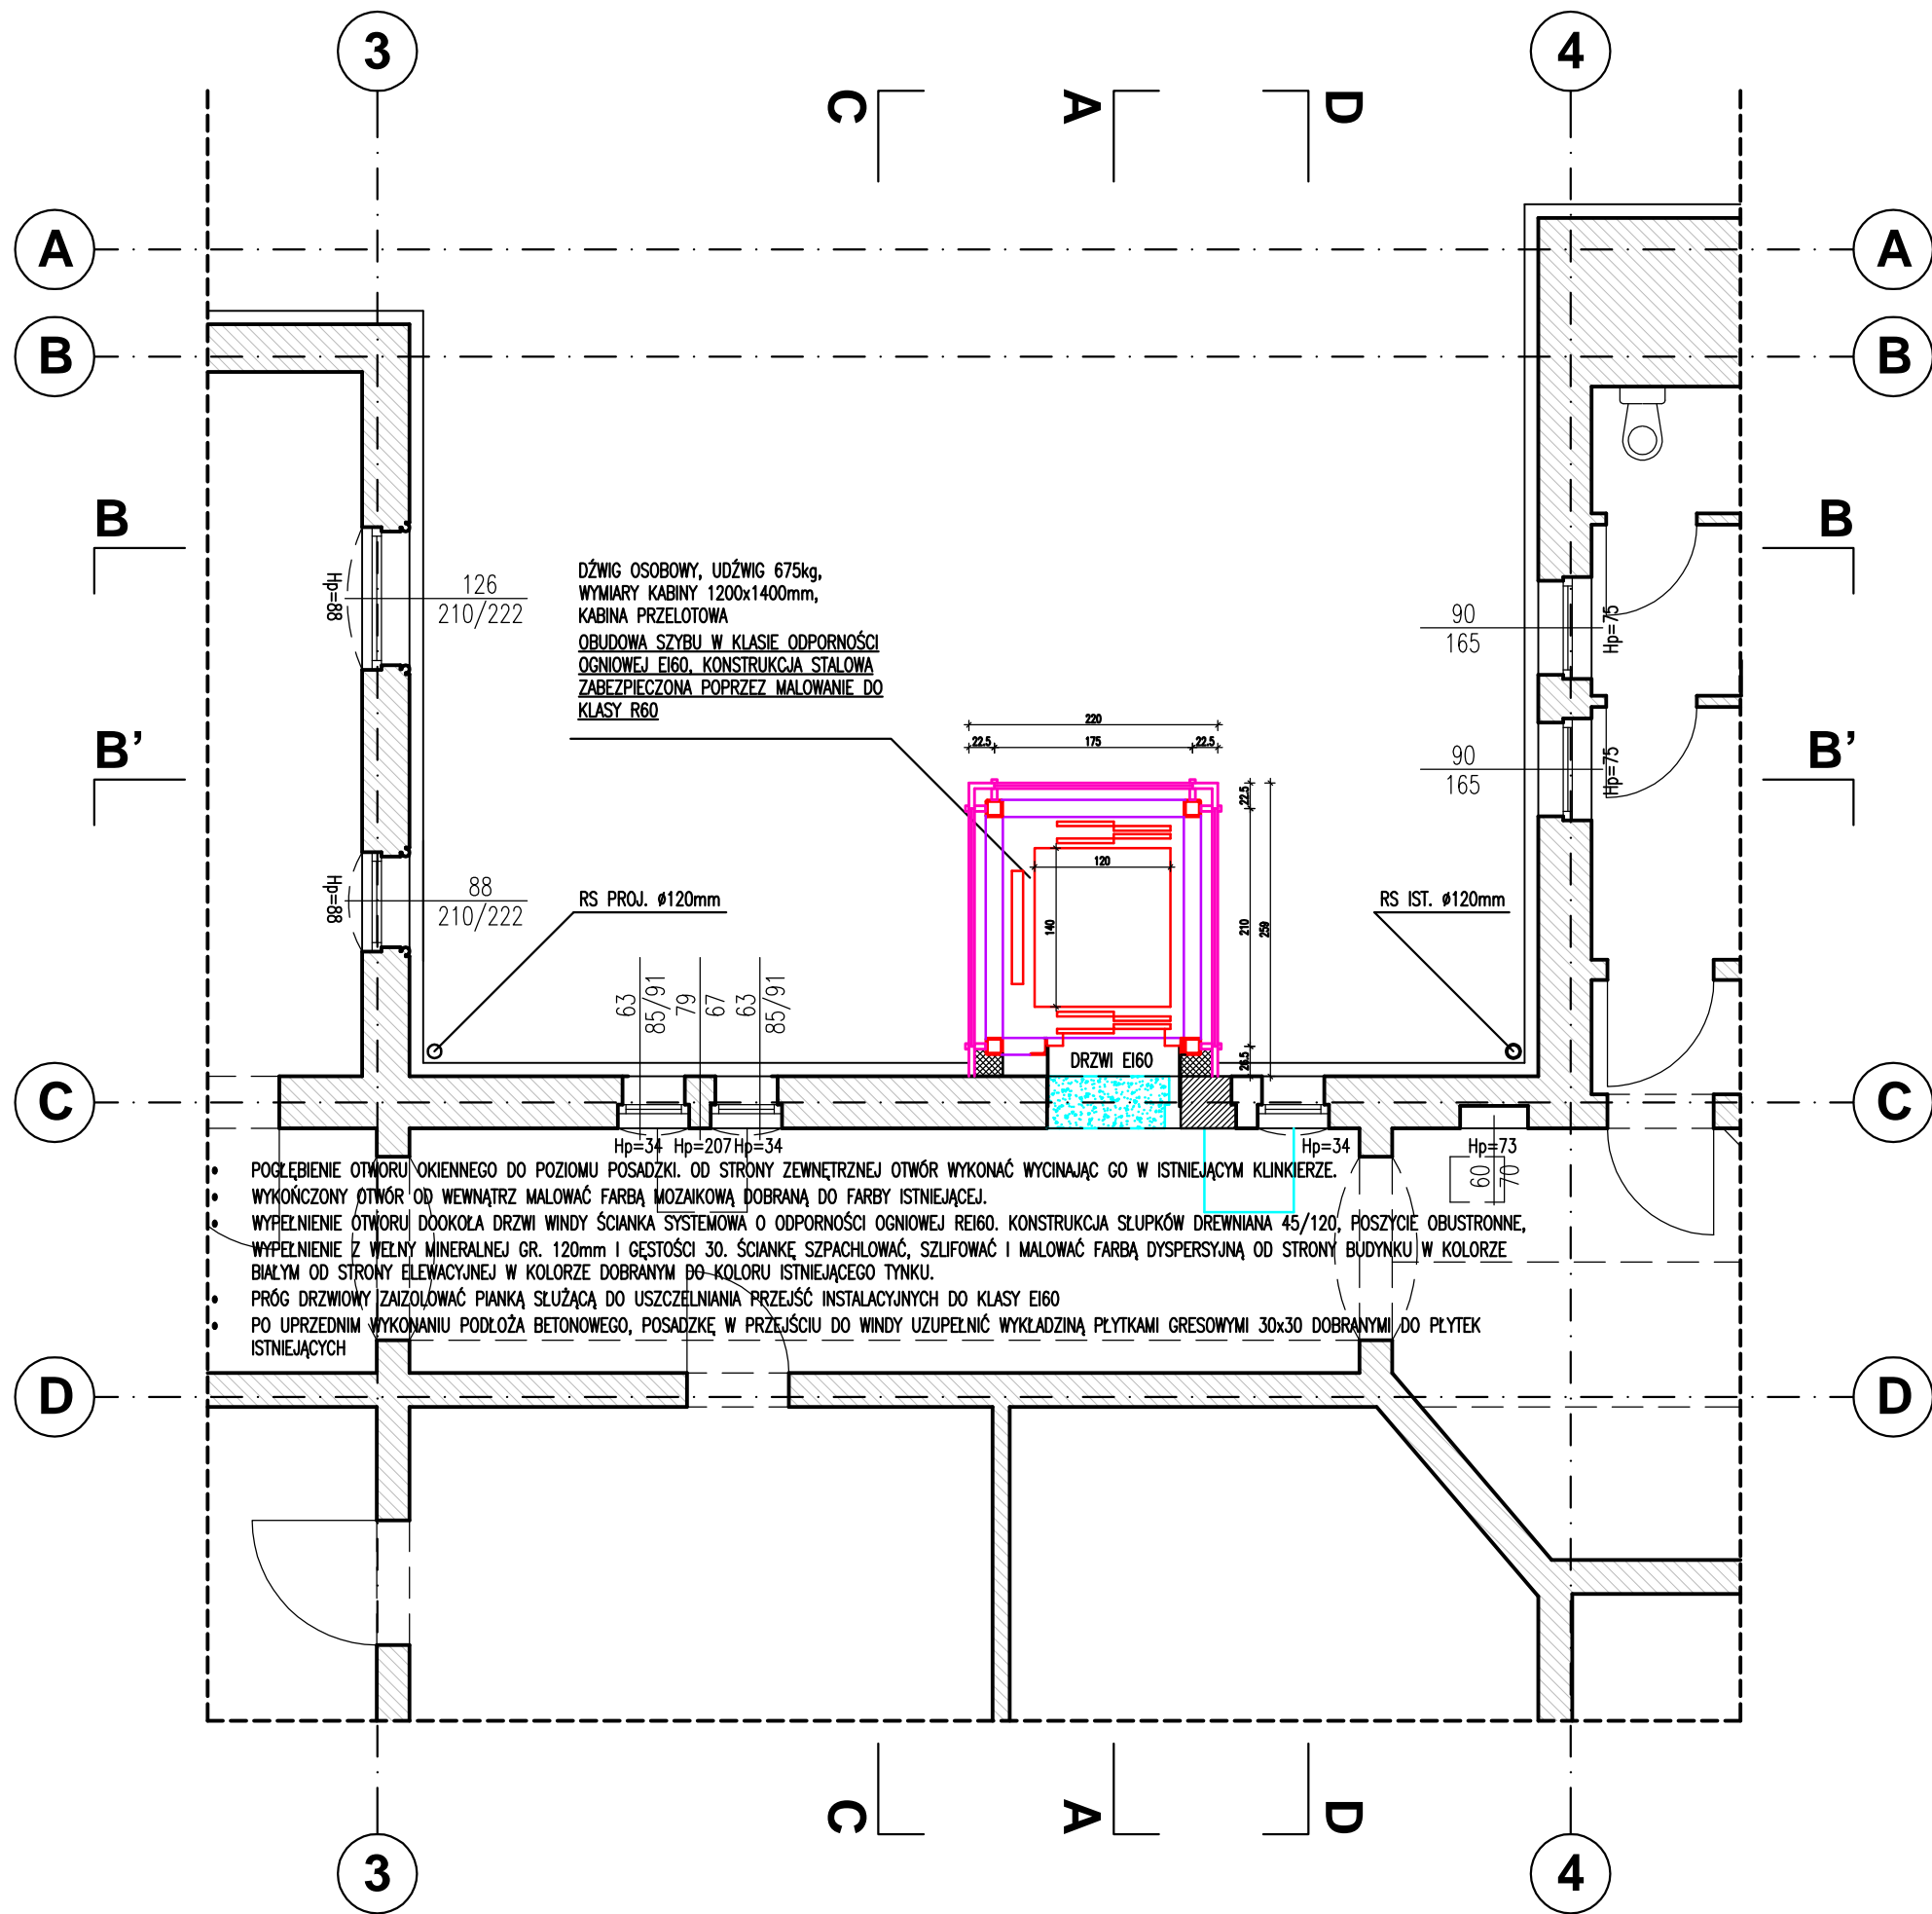 3
4
C
A
D
A
A
B
B
B
B
B'
B'
Hp=88
126
210/222
DŹWIG OSOBOWY, UDŹWIG 675kg,
WYMIARY KABINY 1200x1400mm,
KABINA PRZELOTOWA
OBUDOWA SZYBU W KLASIE ODPORNOŚCI
OGNIOWEJ EI60, KONSTRUKCJA STALOWA
ZABEZPIECZONA POPRZEZ MALOWANIE DO
KLASY R60
90
165
Hp=75
220
22.5
175
22.5
90
165
Hp=75
22.5
210
259
26.5
120
140
Hp=88
88
210/222
RS PROJ. ø120mm
RS IST. ø120mm
63
85/91
79
67
63
85/91
DRZWI EI60
C
C
Hp=34
Hp=207
Hp=34
Hp=34
Hp=73
60
70
• POGŁĘBIENIE OTWORU OKIENNEGO DO POZIOMU POSADZKI. OD STRONY ZEWNĘTRZNEJ OTWÓR WYKONAĆ WYCINAJĄC GO W ISTNIEJĄCYM KLINKIERZE.
• WYKOŃCZONY OTWÓR OD WEWNĄTRZ MALOWAĆ FARBĄ MOZAIKOWĄ DOBRANĄ DO FARBY ISTNIEJĄCEJ.
• WYPEŁNIENIE OTWORU DOOKOŁA DRZWI WINDY ŚCIANKA SYSTEMOWA O ODPORNOŚCI OGNIOWEJ REI60. KONSTRUKCJA SŁUPKÓW DREWNIANA 45/120, POSZYCIE OBUSTRONNE,
WYPEŁNIENIE Z WEŁNY MINERALNEJ GR. 120mm I GĘSTOŚCI 30. ŚCIANKĘ SZPACHLOWAĆ, SZLIFOWAĆ I MALOWAĆ FARBĄ DYSPERSYJNĄ OD STRONY BUDYNKU W KOLORZE
BIAŁYM OD STRONY ELEWACYJNEJ W KOLORZE DOBRANYM DO KOLORU ISTNIEJĄCEGO TYNKU.
• PRÓG DRZWIOWY ZAIZOLOWAĆ PIANKĄ SŁUŻĄCĄ DO USZCZELNIANIA PRZEJŚĆ INSTALACYJNYCH DO KLASY EI60
• PO UPRZEDNIM WYKONANIU PODŁOŻA BETONOWEGO, POSADZKĘ W PRZEJŚCIU DO WINDY UZUPEŁNIĆ WYKŁADZINĄ PŁYTKAMI GRESOWYMI 30x30 DOBRANYMI DO PŁYTEK
ISTNIEJĄCYCH
D
D
C
A
D
3
4